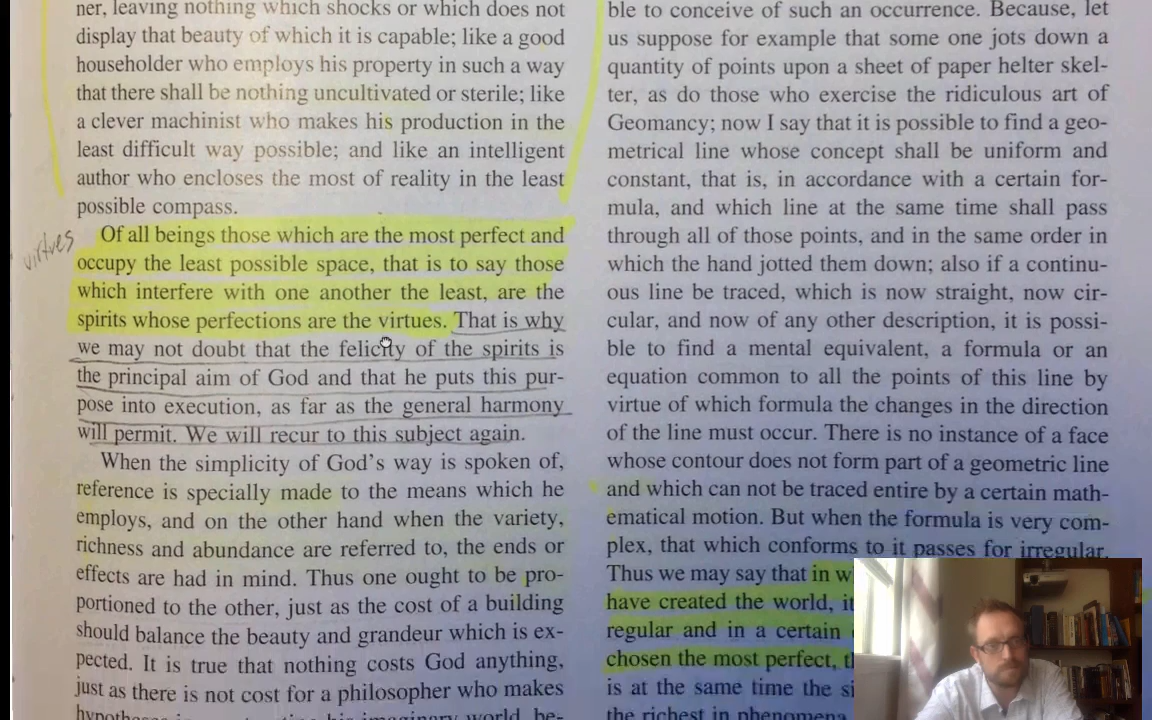 ner, leaving nothing which shocks or which does not
display that beauty of which it is capable; like a good
householder who employs his property in such a way
that there shall be nothing uncultivated or sterile; like
a clever machinist who makes his production in the
least difficult way possible; and like an intelligent
author who encloses the most of reality in the least
possible compass.
virtues
Of all beings those which are the most perfect and
occupy the least possible space, that is to say those
which interfere with one another the least, are the
spirits whose perfections are the virtues. That is why
we may not doubt that the felicity of the spirits is
the principal aim of God and that he puts this pur-
pose into execution, as far as the general harmony
will permit. We will recur to this subject again.
When the simplicity of God's way is spoken of,
reference is specially made to the means which he
employs, and on the other hand when the variety,
richness and abundance are referred to, the ends or
effects are had in mind. Thus one ought to be pro-
portioned to the other, just as the cost of a building
should balance the beauty and grandeur which is ex-
pected. It is true that nothing costs God anything,
just as there is not cost for a philosopher who makes
his imaginary world be-
ble to conceive of such an occurrence. Because, let
us suppose for example that some one jots down a
quantity of points upon a sheet of paper helter skel-
ter, as do those who exercise the ridiculous art of
Geomancy; now I say that it is possible to find a geo-
metrical line whose concept shall be uniform and
constant, that is, in accordance with a certain for-
mula, and which line at the same time shall pass
through all of those points, and in the same order in
which the hand jotted them down; also if a continu-
ous line be traced, which is now straight, now cir-
cular, and now of any other description, it is possi-
ble to find a mental equivalent, a formula or an
equation common to all the points of this line by
virtue of which formula the changes in the direction
of the line must occur. There is no instance of a face
whose contour does not form part of a geometric line
and which can not be traced entire by a certain math-
ematical motion. But when the formula is very com-
plex, that which conforms to it passes for irregular.
Thus we may say that in w
have created the world, it
regular and in a certain
chosen the most perfect, t
is at the same time the si
the richest in phenomena